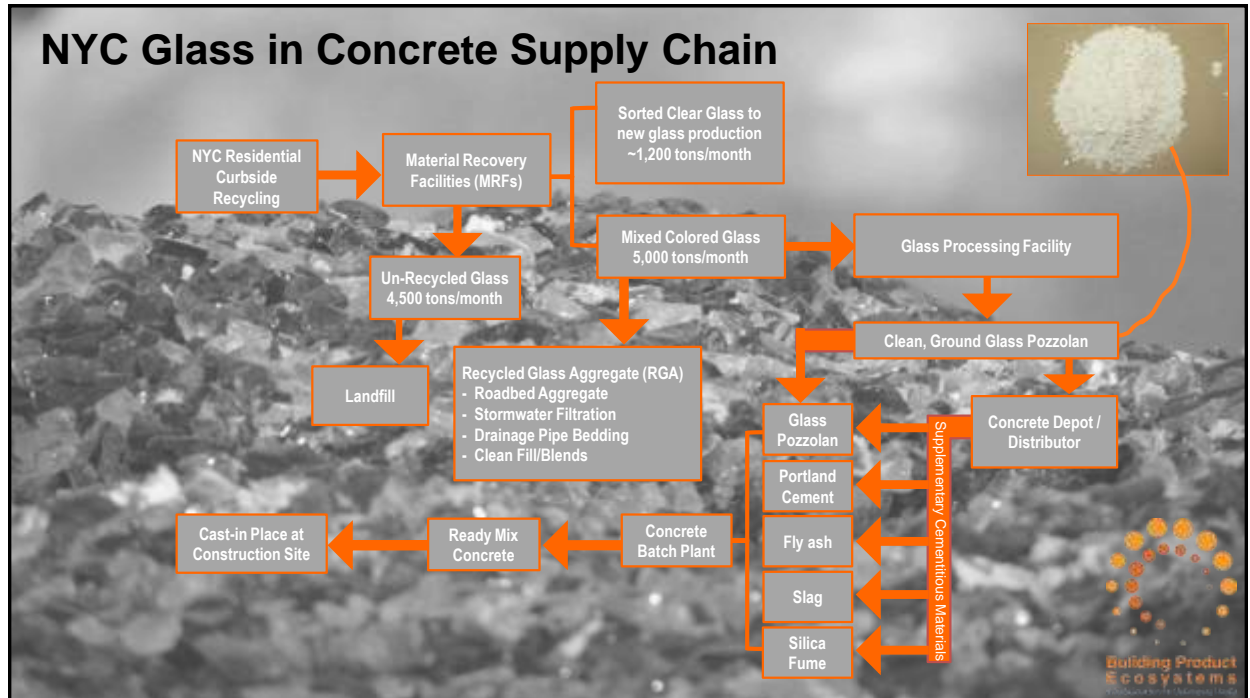 NYC Glass in Concrete Supply Chain
Sorted Clear Glass to
new glass production
~1,200 tons/month
NYC Residential
Curbside
Recycling
Material Recovery
Facilities (MRFs)
Mixed Colored Glass
5,000 tons/month
Glass Processing Facility
Un-Recycled Glass
4,500 tons/month
Clean, Ground Glass Pozzolan
Landfill
Recycled Glass Aggregate (RGA)
- Roadbed Aggregate
- Stormwater Filtration
- Drainage Pipe Bedding
- Clean Fill/Blends
Glass
Pozzolan
Concrete Depot /
Distributor
Supplementary Cementitious Materials
Portland
Cement
Cast-in Place at
Construction Site
Ready Mix
Concrete
Concrete
Batch Plant
Fly ash
Slag
Silica
Fume
Building Product
Ecosystems